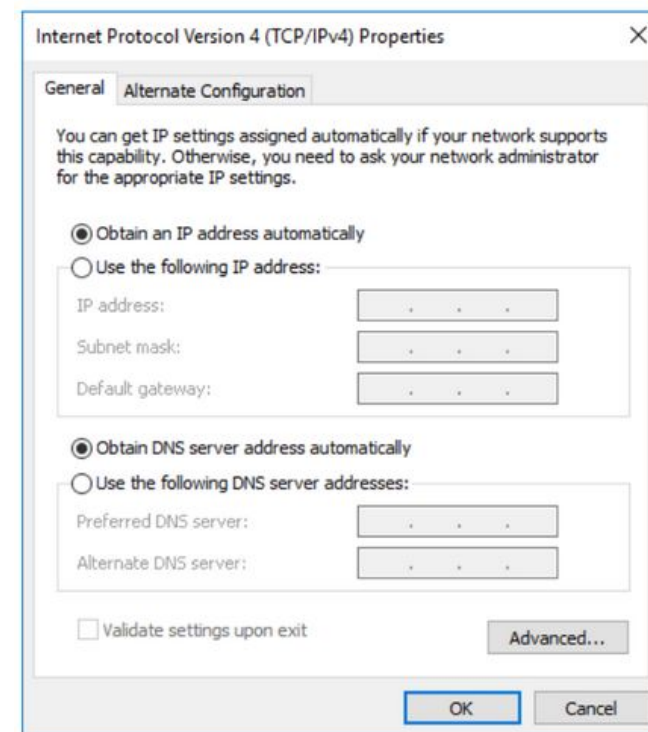 Internet Protocol Version 4 (TCP/IPv4) Properties
General Alternate Configuration
You can get IP settings assigned automatically if your network supports
this capability. Otherwise, you need to ask your network administrator
for the appropriate IP settings.
Obtain an IP address automatically
Use the following IP address:
IP address:
Subnet mask:
Default gateway:
Obtain DNS server address automatically
Use the following DNS server addresses:
Preferred DNS server:
Alternate DNS server:
Validate settings upon exit
Advanced...
OK Cancel